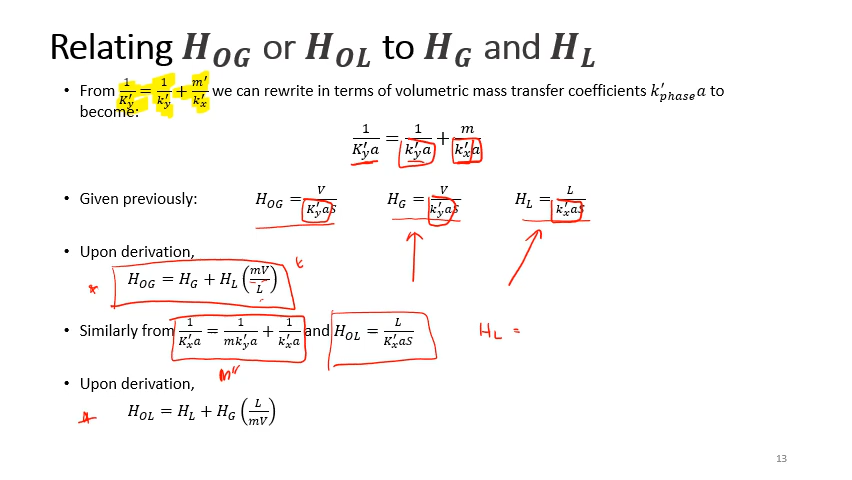 Relating H_OG or H_OL to H_G and H_L
• From 1/K′_y = 1/k′_y + m′/k′_x we can rewrite in terms of volumetric mass transfer coefficients k′_phase a to
become:
1/(K′_y a) = 1/(k′_y a) + m/(k′_x a)
• Given previously: H_OG = V/(K′_y aS) H_G = V/(k′_y aS) H_L = L/(k′_x aS)
• Upon derivation,
H_OG = H_G + H_L (mV/L)
• Similarly from 1/(K′_x a) = 1/(mk′_y a) + 1/(k′_x a) and H_OL = L/(K′_x aS) H_L =
m″
• Upon derivation,
H_OL = H_L + H_G (L/mV)
13